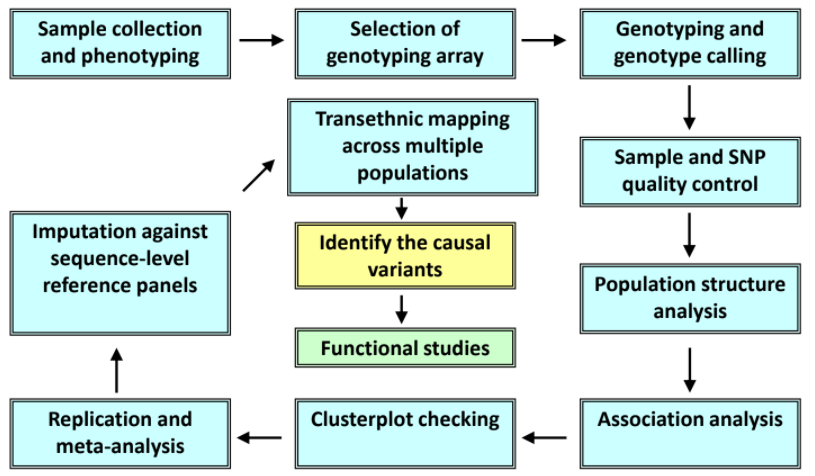 Sample collection
and phenotyping
Selection of
genotyping array
Genotyping and
genotype calling
Sample and SNP
quality control
Population structure
analysis
Association analysis
Clusterplot checking
Replication and
meta-analysis
Imputation against
sequence-level
reference panels
Transethnic mapping
across multiple
populations
Identify the causal
variants
Functional studies